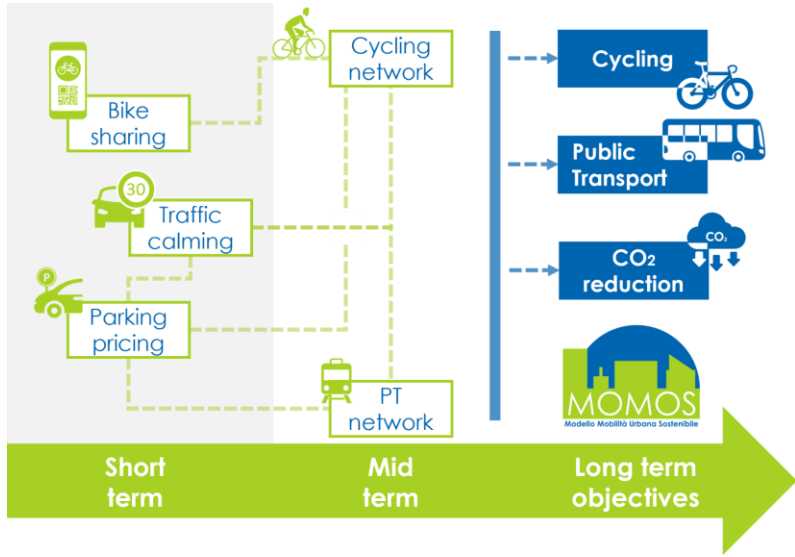 Cycling
network
Bike
sharing
30
Traffic
calming
P
Parking
pricing
PT
network
Cycling
Public
Transport
CO₂
CO₂
reduction
MOMOS
Modello Mobilità Urbana Sostenibile
Short
term
Mid
term
Long term
objectives